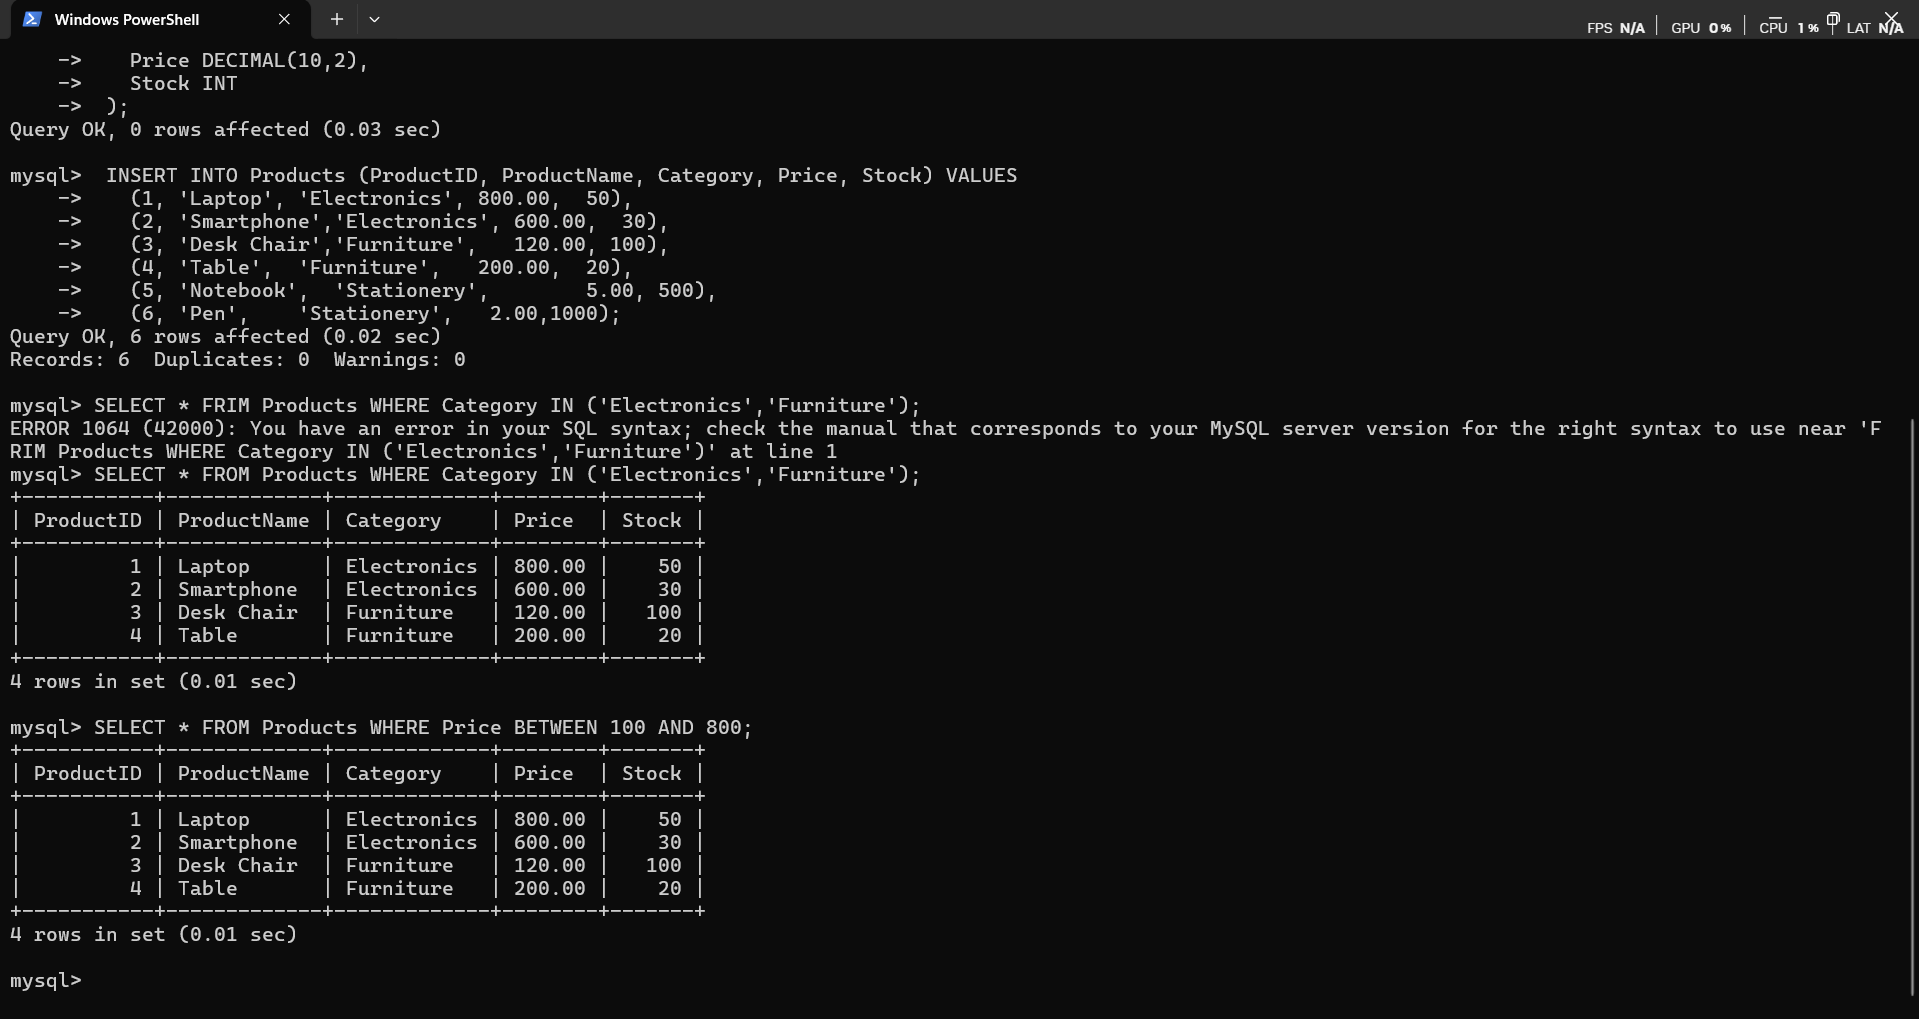 Windows PowerShell
FPS N/A | GPU 0% | CPU 1% | LAT N/A
    ->    Price DECIMAL(10,2),
    ->    Stock INT
    ->  );
Query OK, 0 rows affected (0.03 sec)

mysql>  INSERT INTO Products (ProductID, ProductName, Category, Price, Stock) VALUES
    ->    (1, 'Laptop', 'Electronics', 800.00,  50),
    ->    (2, 'Smartphone','Electronics', 600.00,  30),
    ->    (3, 'Desk Chair','Furniture',   120.00, 100),
    ->    (4, 'Table',  'Furniture',   200.00,  20),
    ->    (5, 'Notebook',  'Stationery',        5.00, 500),
    ->    (6, 'Pen',    'Stationery',   2.00,1000);
Query OK, 6 rows affected (0.02 sec)
Records: 6  Duplicates: 0  Warnings: 0

mysql> SELECT * FRIM Products WHERE Category IN ('Electronics','Furniture');
ERROR 1064 (42000): You have an error in your SQL syntax; check the manual that corresponds to your MySQL server version for the right syntax to use near 'F
RIM Products WHERE Category IN ('Electronics','Furniture')' at line 1
mysql> SELECT * FROM Products WHERE Category IN ('Electronics','Furniture');
+-----------+-------------+-------------+--------+-------+
| ProductID | ProductName | Category    | Price  | Stock |
+-----------+-------------+-------------+--------+-------+
|         1 | Laptop      | Electronics | 800.00 |    50 |
|         2 | Smartphone  | Electronics | 600.00 |    30 |
|         3 | Desk Chair  | Furniture   | 120.00 |   100 |
|         4 | Table       | Furniture   | 200.00 |    20 |
+-----------+-------------+-------------+--------+-------+
4 rows in set (0.01 sec)

mysql> SELECT * FROM Products WHERE Price BETWEEN 100 AND 800;
+-----------+-------------+-------------+--------+-------+
| ProductID | ProductName | Category    | Price  | Stock |
+-----------+-------------+-------------+--------+-------+
|         1 | Laptop      | Electronics | 800.00 |    50 |
|         2 | Smartphone  | Electronics | 600.00 |    30 |
|         3 | Desk Chair  | Furniture   | 120.00 |   100 |
|         4 | Table       | Furniture   | 200.00 |    20 |
+-----------+-------------+-------------+--------+-------+
4 rows in set (0.01 sec)

mysql>